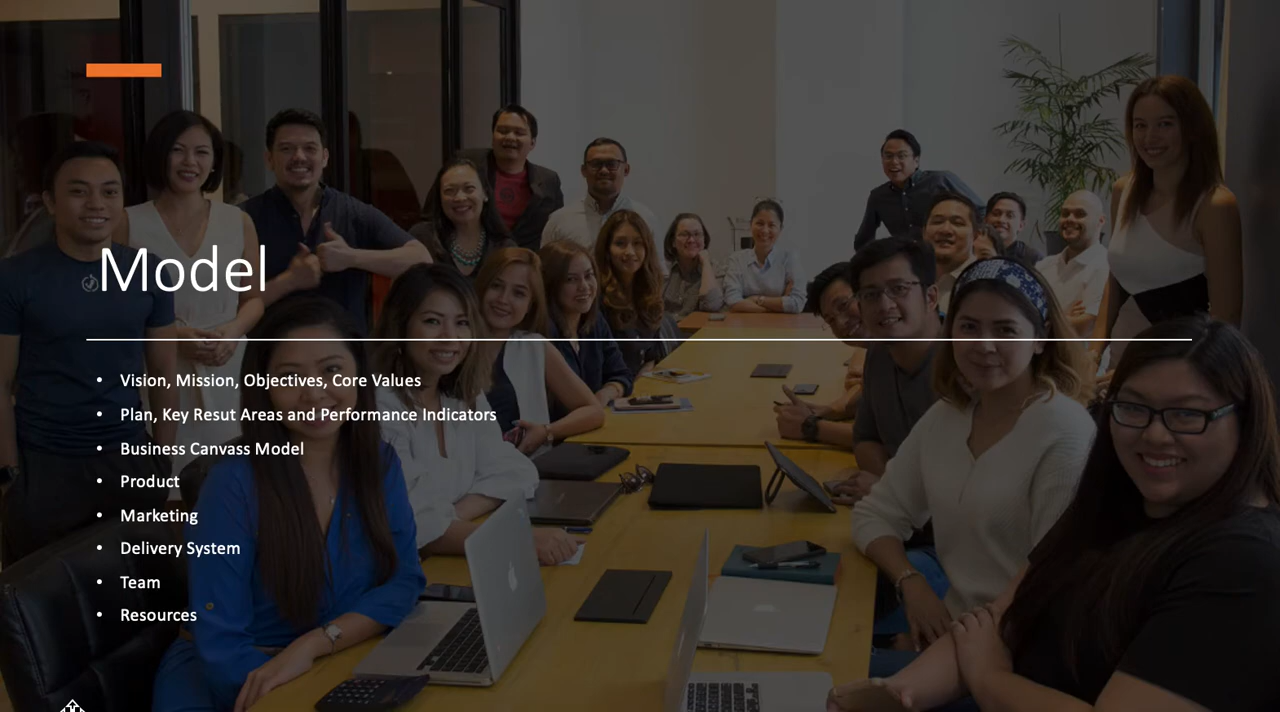 Model
• Vision, Mission, Objectives, Core Values
• Plan, Key Resut Areas and Performance Indicators
• Business Canvass Model
• Product
• Marketing
• Delivery System
• Team
• Resources